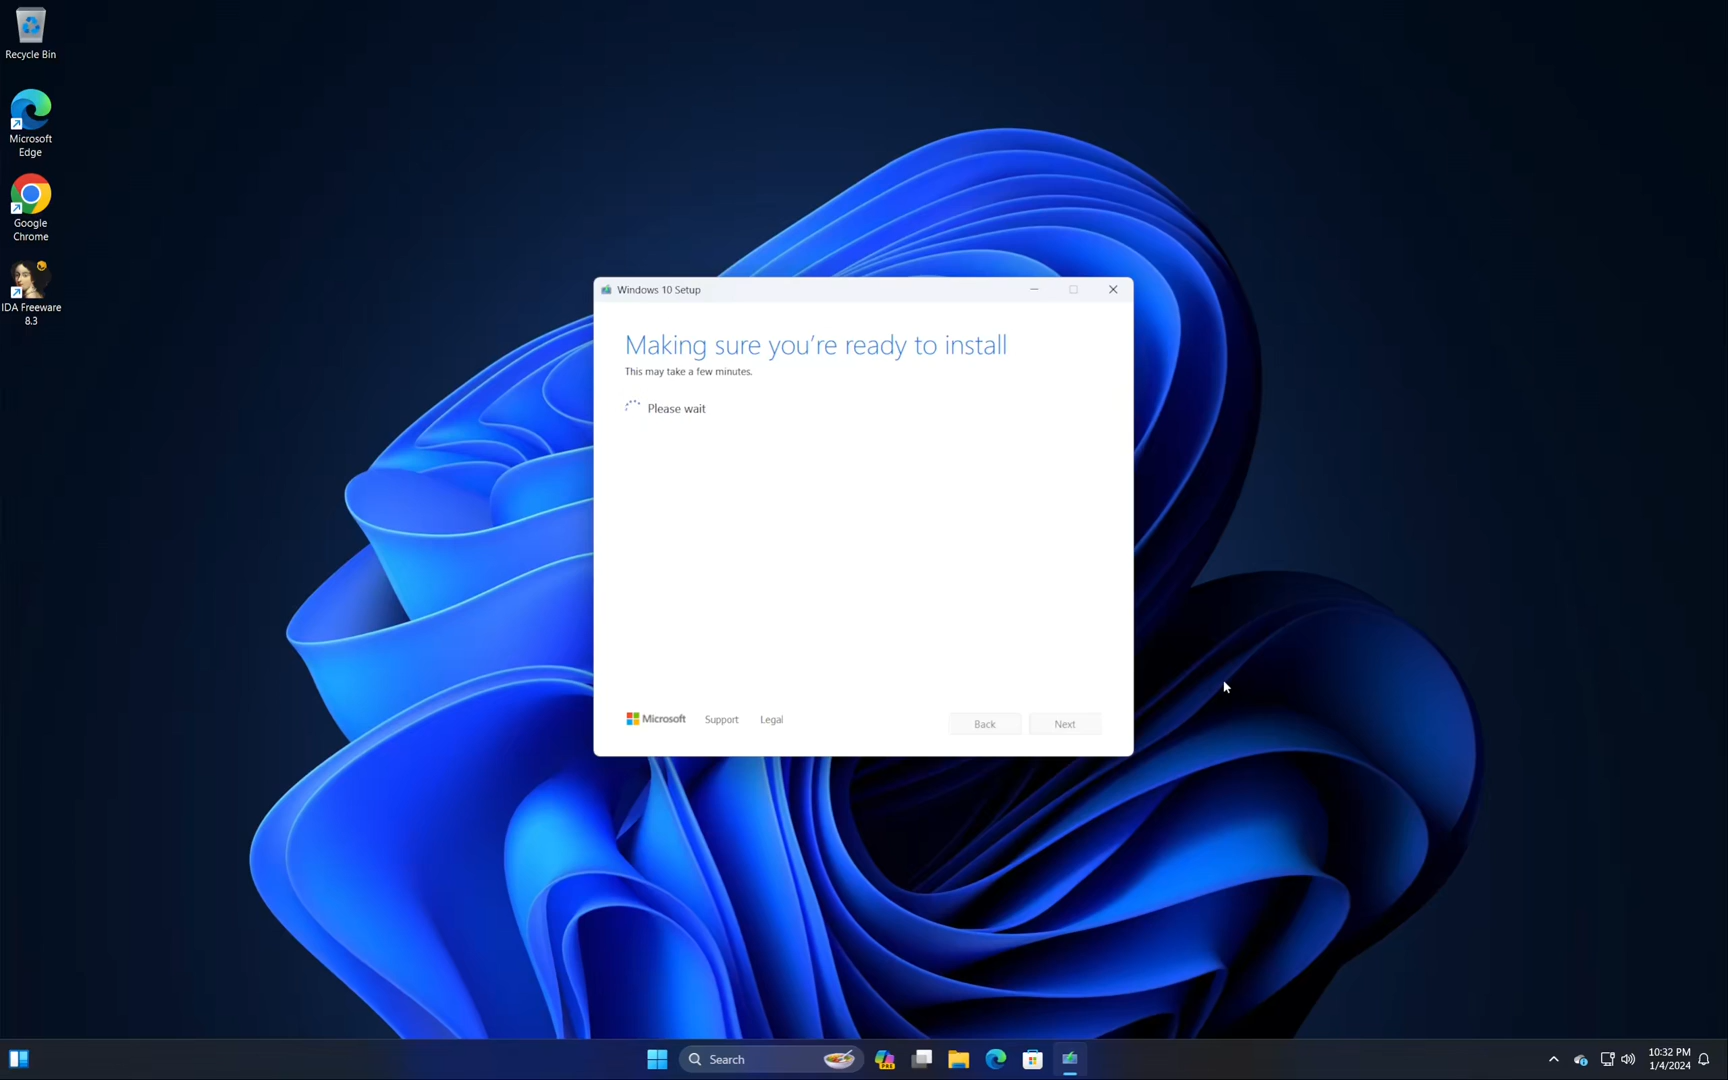 Recycle Bin
Microsoft
Edge
Google
Chrome
IDA Freeware
8.3
Windows 10 Setup
Making sure you're ready to install
This may take a few minutes.
Please wait
Microsoft Support Legal
Back Next
Search
PRE
10:32 PM
1/4/2024